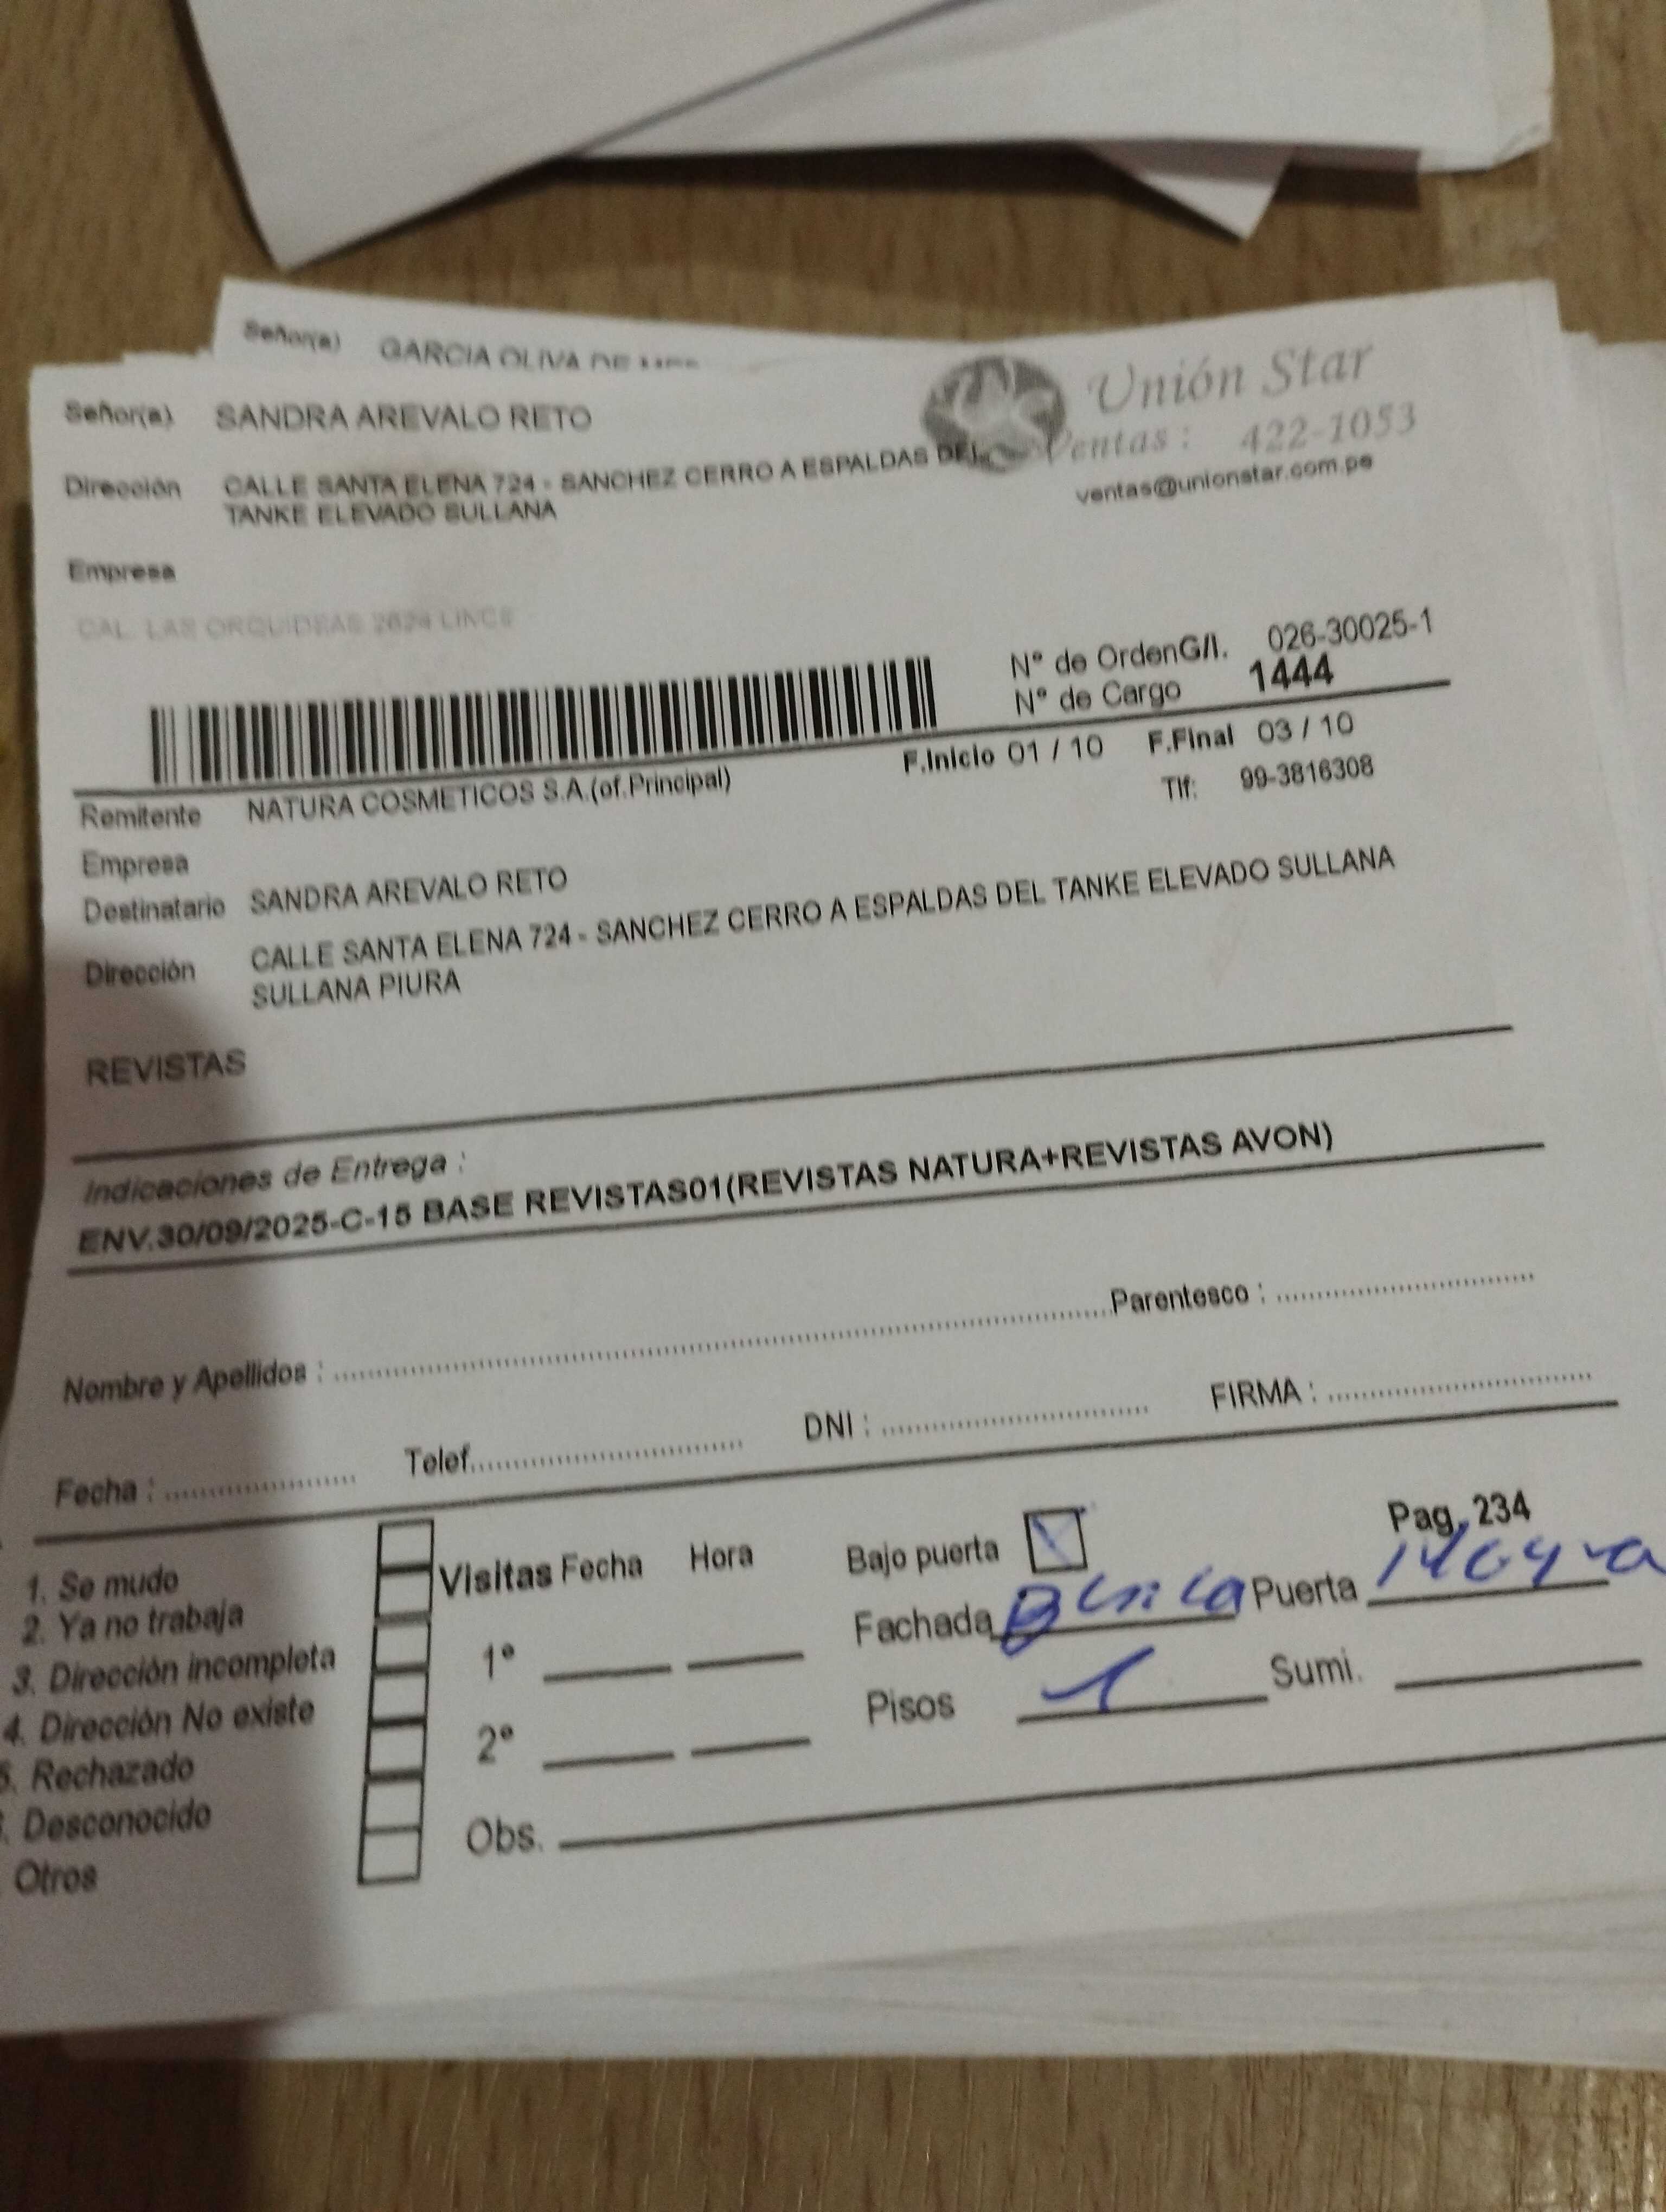 Señor(a) GARCIA OLIVA DE
Señor(a) SANDRA AREVALO RETO
Unión Star
Ventas : 422-1053
ventas@unionstar.com.pe
Dirección CALLE SANTA ELENA 724 - SANCHEZ CERRO A ESPALDAS DEL
TANKE ELEVADO SULLANA
Empresa
CAL. LAS ORQUIDEAS 2624 LINCE
N° de OrdenG/I. 026-30025-1
N° de Cargo 1444
F.Inicio 01 / 10 F.Final 03 / 10
Remitente NATURA COSMETICOS S.A.(of.Principal) Tlf: 99-3816308
Empresa
Destinatario SANDRA AREVALO RETO
Dirección CALLE SANTA ELENA 724 - SANCHEZ CERRO A ESPALDAS DEL TANKE ELEVADO SULLANA
SULLANA PIURA
REVISTAS
Indicaciones de Entrega :
ENV.30/09/2025-C-15 BASE REVISTAS01(REVISTAS NATURA+REVISTAS AVON)
Nombre y Apellidos : Parentesco :
Fecha : Telef. DNI : FIRMA :
Pag. 234
1. Se mudo
2. Ya no trabaja
3. Dirección incompleta
4. Dirección No existe
5. Rechazado
. Desconocido
Otros
Visitas Fecha Hora
1°
2°
Obs.
Bajo puerta
Fachada Puerta
Pisos 1 Sumi.